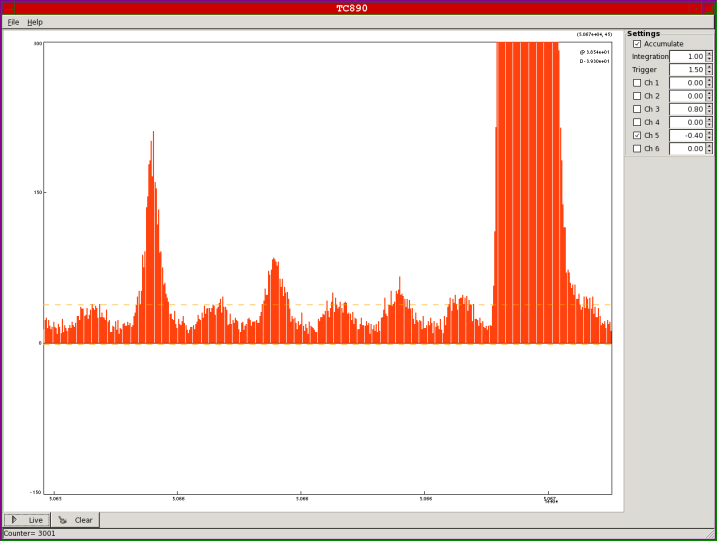 TC890
File Help
(5.067e+04, 45)
@ 3.854e+01
D -3.930e+01
300
150
0
-150
5.065
5.066
5.066
5.066
5.067
Settings
Accumulate
Integration 1.00
Trigger 1.50
Ch 1 0.00
Ch 2 0.00
Ch 3 0.80
Ch 4 0.00
Ch 5 -0.40
Ch 6 0.00
Live Clear
Counter= 3001